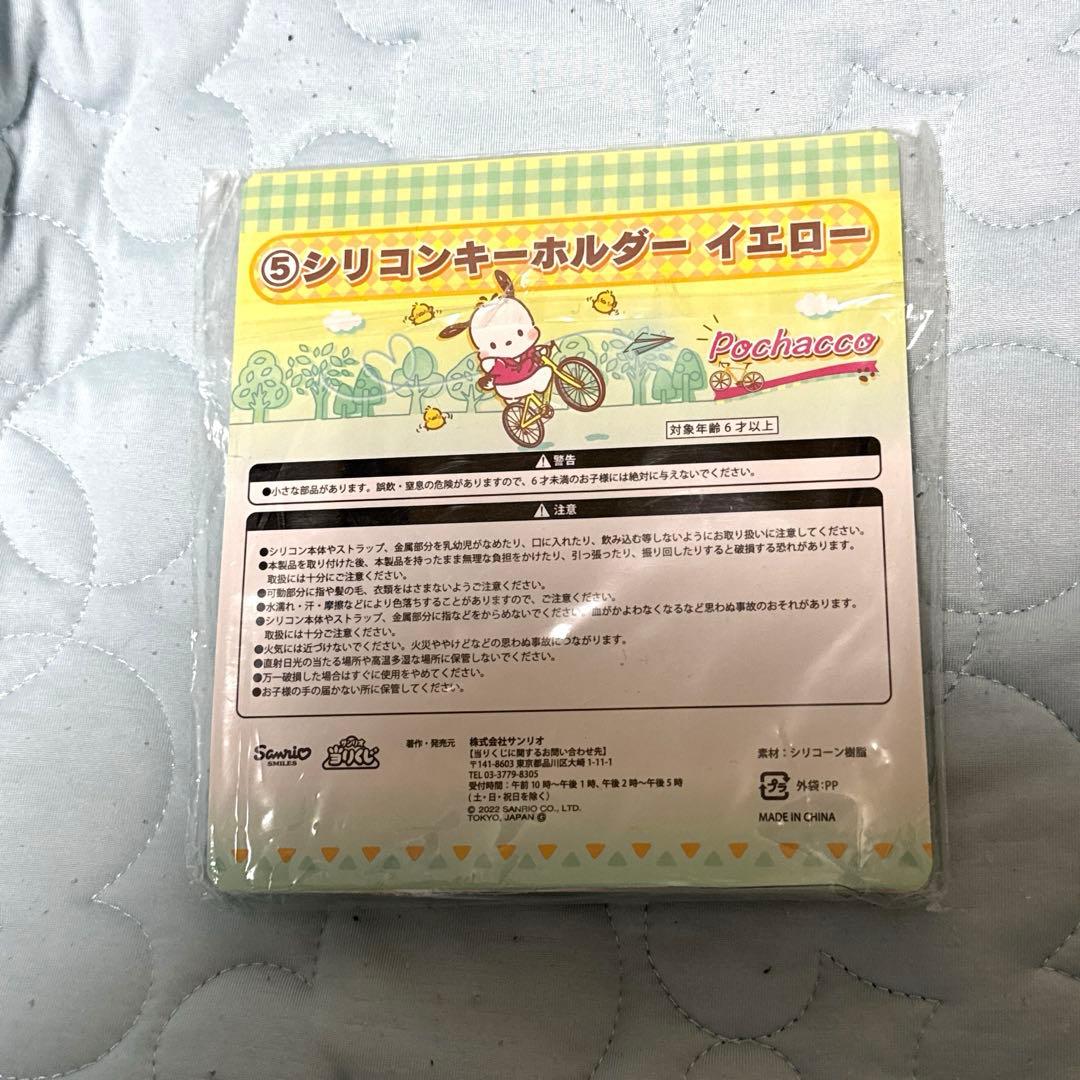 ⑤シリコンキーホルダー イエロー
Pochacco
対象年齢6才以上
警告
●小さな部品があります。誤飲・窒息の危険がありますので、6才未満のお子様には絶対に与えないでください。
注意
●シリコン本体やストラップ、金属部分を乳幼児がなめたり、口に入れたり、飲み込む等しないようにお取り扱いに注意してください。
●本製品を取り付けた後、本製品を持ったまま無理な負担をかけたり、引っ張ったり、振り回したりすると破損する恐れがあります。
取扱には十分にご注意ください。
●可動部分に指や髪の毛、衣類をはさまないようご注意ください。
●水濡れ・汗・摩擦などにより色落ちすることがありますので、ご注意ください。
●シリコン本体やストラップ、金属部分に指などをからめないでください。血がかよわなくなるなど思わぬ事故のおそれがあります。
取扱には十分ご注意ください。
●火気には近づけないでください。火災ややけどなどの思わぬ事故につながります。
●直射日光の当たる場所や高温多湿な場所に保管しないでください。
●万一破損した場合はすぐに使用をやめてください。
●お子様の手の届かない所に保管してください。
Sanrio
SMILES
サンリオ
当りくじ
著作・発売元
株式会社サンリオ
【当りくじに関するお問い合わせ先】
〒141-8603 東京都品川区大崎 1-11-1
TEL 03-3779-8305
受付時間：午前10時～午後1時、午後2時～午後5時
(土・日・祝日を除く)
© 2022 SANRIO CO., LTD.
TOKYO, JAPAN Ⓖ
素材：シリコーン樹脂
プラ 外袋：PP
MADE IN CHINA